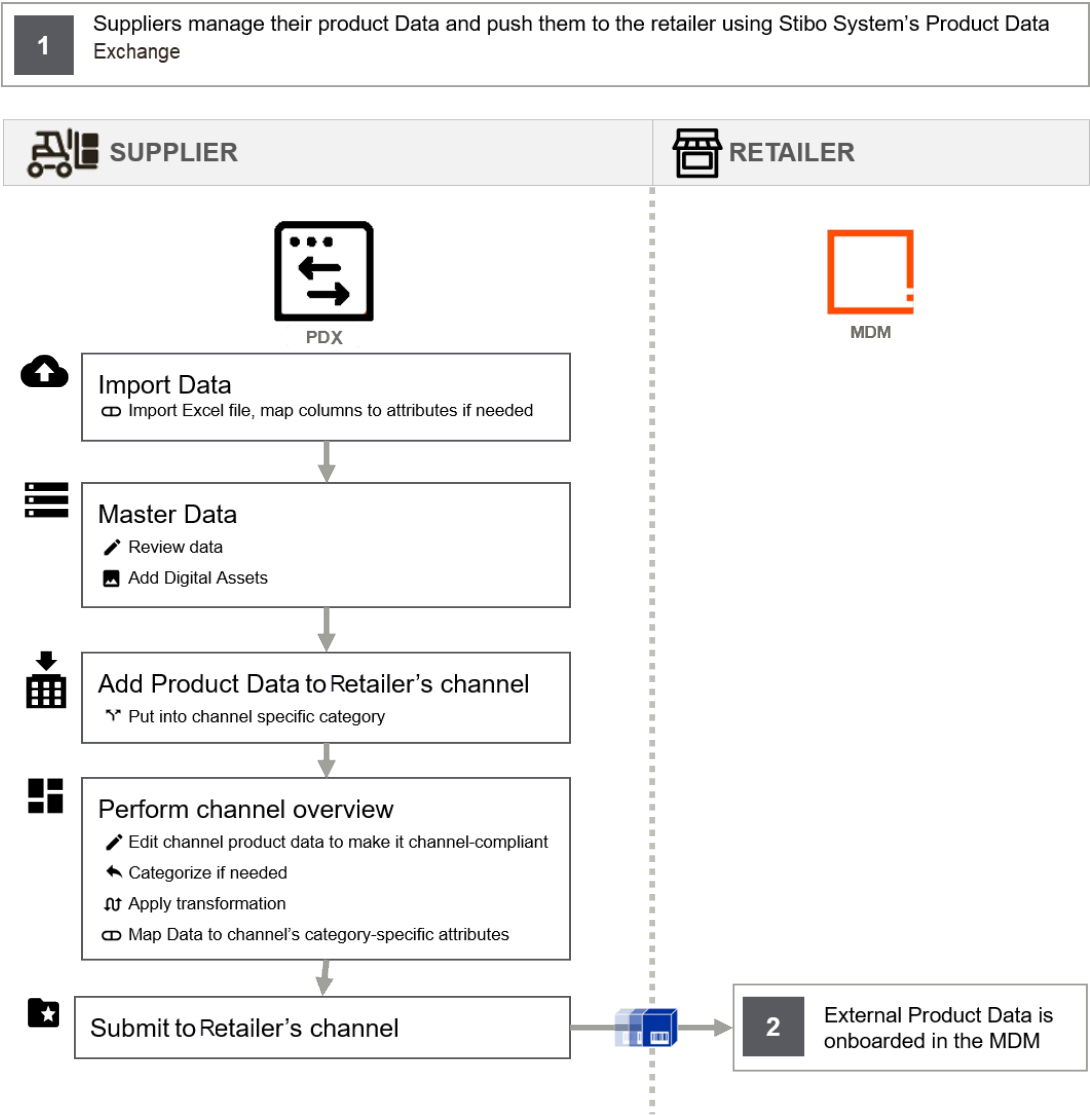 1
Suppliers manage their product Data and push them to the retailer using Stibo System's Product Data
Exchange
SUPPLIER
RETAILER
PDX
MDM
Import Data
Import Excel file, map columns to attributes if needed
Master Data
Review data
Add Digital Assets
Add Product Data to Retailer's channel
Put into channel specific category
Perform channel overview
Edit channel product data to make it channel-compliant
Categorize if needed
Apply transformation
Map Data to channel's category-specific attributes
Submit to Retailer's channel
2
External Product Data is
onboarded in the MDM